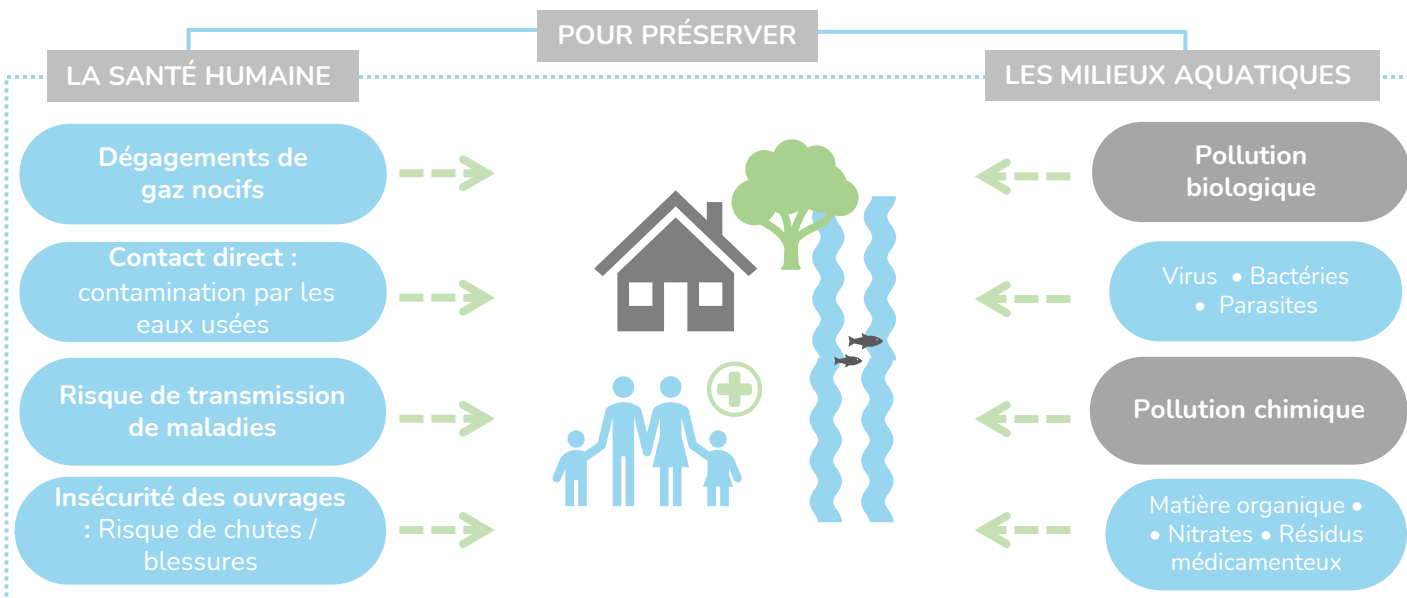 POUR PRÉSERVER
LA SANTÉ HUMAINE
LES MILIEUX AQUATIQUES
Dégagements de
gaz nocifs
Contact direct :
contamination par les
eaux usées
Risque de transmission
de maladies
Insécurité des ouvrages
: Risque de chutes /
blessures
Pollution
biologique
Virus • Bactéries
• Parasites
Pollution chimique
Matière organique •
• Nitrates • Résidus
médicamenteux